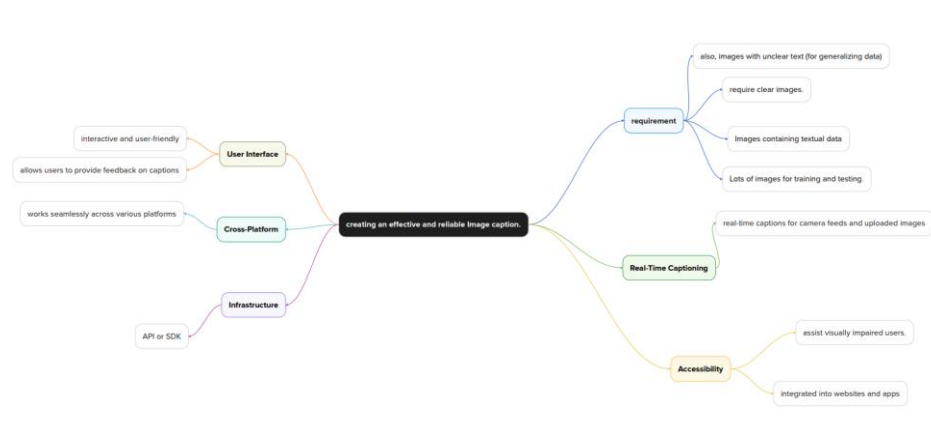 also, images with unclear text (for generalizing data)
require clear images.
requirement
interactive and user-friendly
Images containing textual data
User Interface
allows users to provide feedback on captions
Lots of images for training and testing.
works seamlessly across various platforms
creating an effective and reliable Image caption.
real-time captions for camera feeds and uploaded images
Cross-Platform
Real-Time Captioning
Infrastructure
API or SDK
assist visually impaired users.
Accessibility
integrated into websites and apps